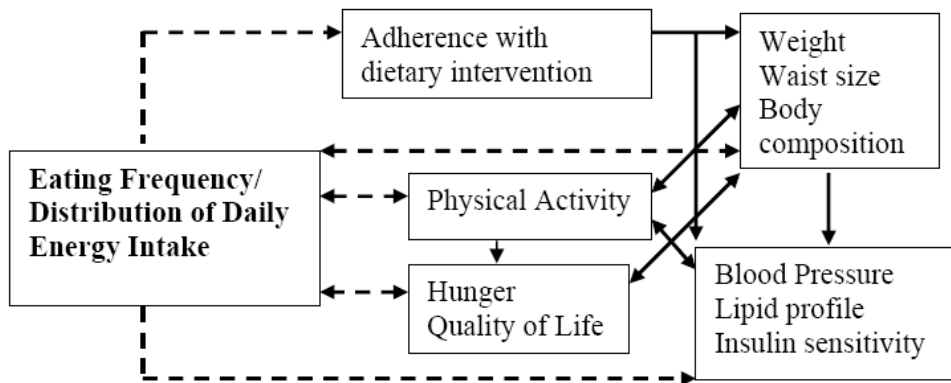 Adherence with
dietary intervention
Weight
Waist size
Body
composition
Eating Frequency/
Distribution of Daily
Energy Intake
Physical Activity
Hunger
Quality of Life
Blood Pressure
Lipid profile
Insulin sensitivity